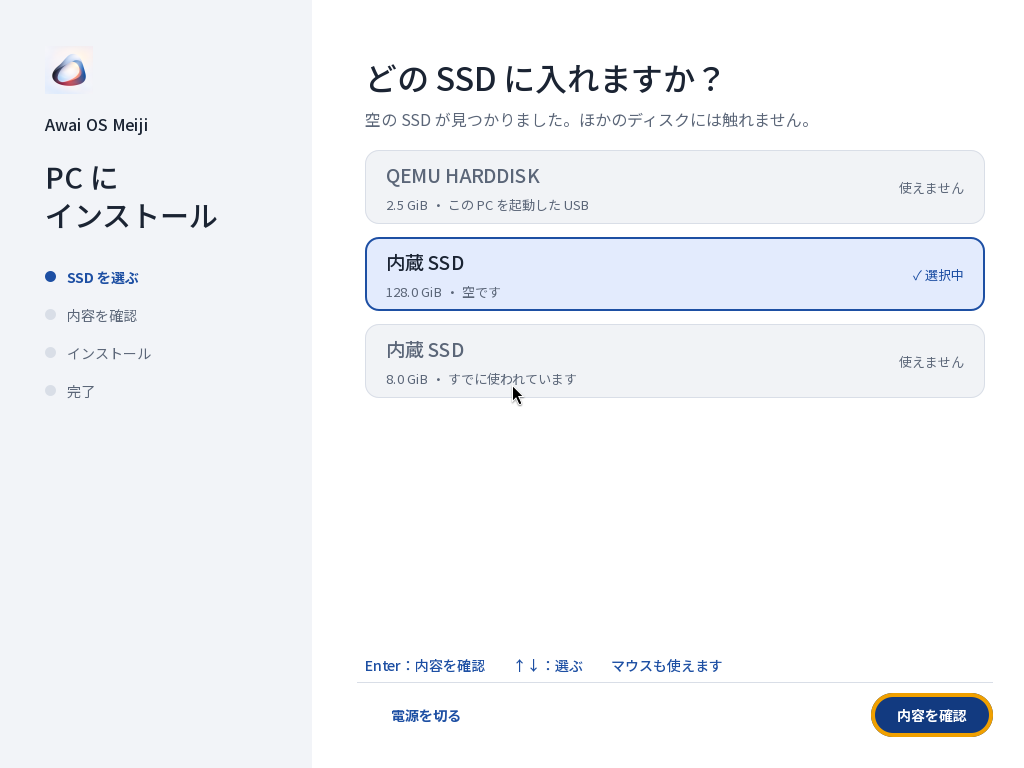 Awai OS Meiji
PC に
インストール
SSD を選ぶ
内容を確認
インストール
完了
どの SSD に入れますか？
空の SSD が見つかりました。ほかのディスクには触れません。
QEMU HARDDISK
2.5 GiB ・ この PC を起動した USB
使えません
内蔵 SSD
128.0 GiB ・ 空です
✓ 選択中
内蔵 SSD
8.0 GiB ・ すでに使われています
使えません
Enter：内容を確認 ↑↓：選ぶ マウスも使えます
電源を切る
内容を確認